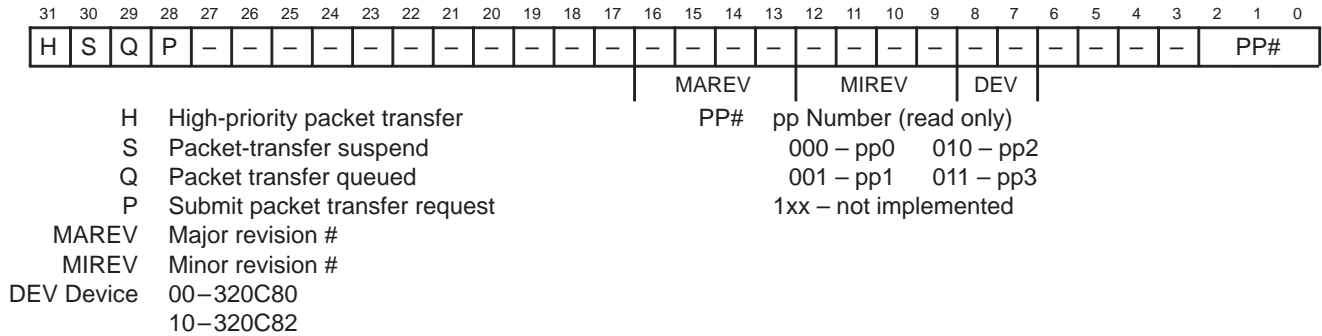 31 30 29 28 27 26 25 24 23 22 21 20 19 18 17 16 15 14 13 12 11 10 9 8 7 6 5 4 3 2 1 0
H S Q P – – – – – – – – – – – – – – – – – – – – – – – – – PP#
MAREV MIREV DEV
H High-priority packet transfer PP# pp Number (read only)
S Packet-transfer suspend 000 – pp0 010 – pp2
Q Packet transfer queued 001 – pp1 011 – pp3
P Submit packet transfer request 1xx – not implemented
MAREV Major revision #
MIREV Minor revision #
DEV Device 00–320C80
10–320C82